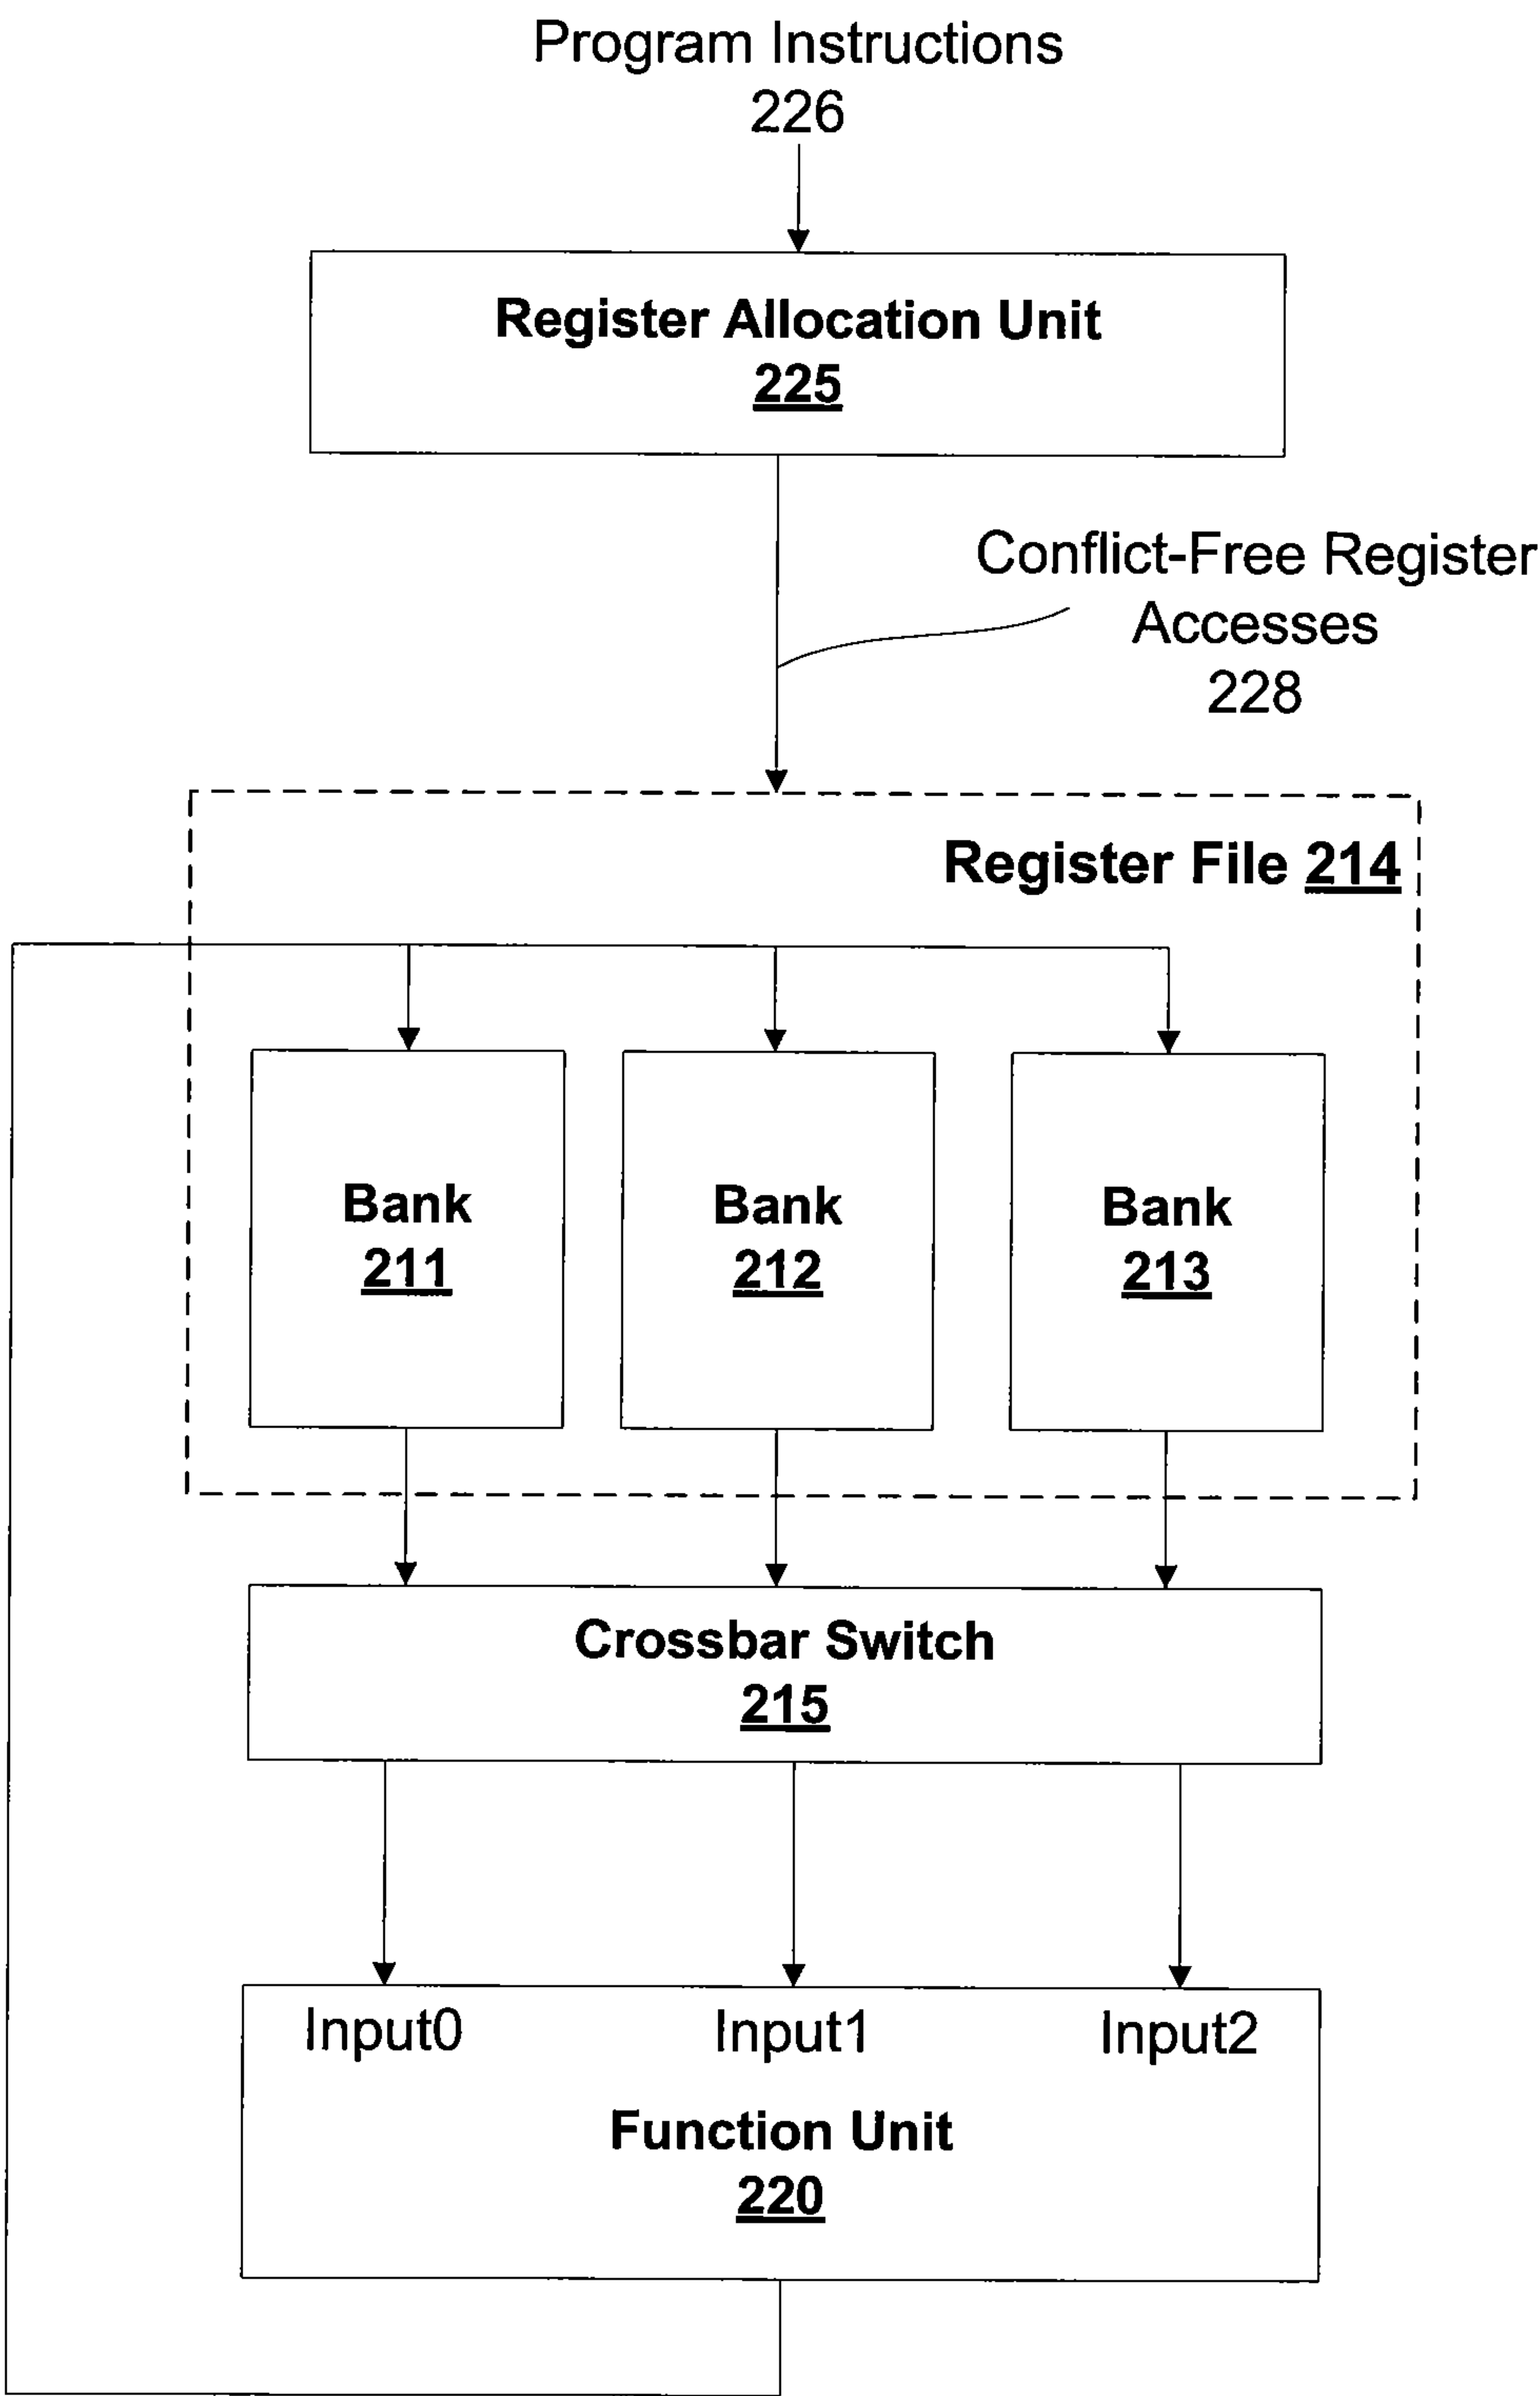 Program Instructions
226
Register Allocation Unit
225
Conflict-Free Register
Accesses
228
Register File 214
Bank
211
Bank
212
Bank
213
Crossbar Switch
215
Input0
Input1
Input2
Function Unit
220